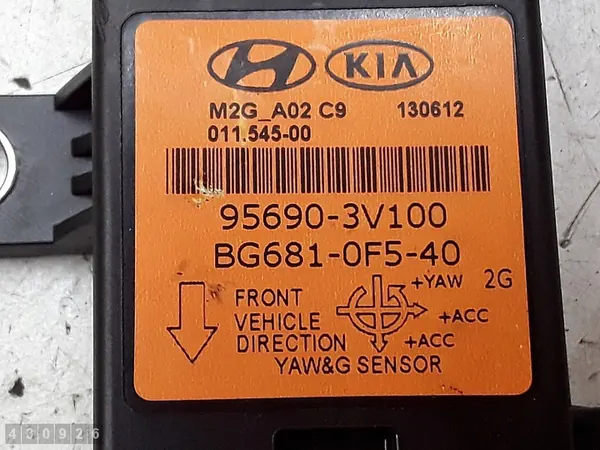 H KIA
M2G_A02 C9 130612
011.545-00
95690-3V100
BG681-0F5-40
FRONT +YAW 2G
VEHICLE +ACC
DIRECTION +ACC
YAW&G SENSOR
430926